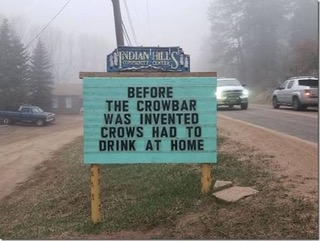 INDIAN HILLS
COMMUNITY CENTER
BEFORE
THE CROWBAR
WAS INVENTED
CROWS HAD TO
DRINK AT HOME